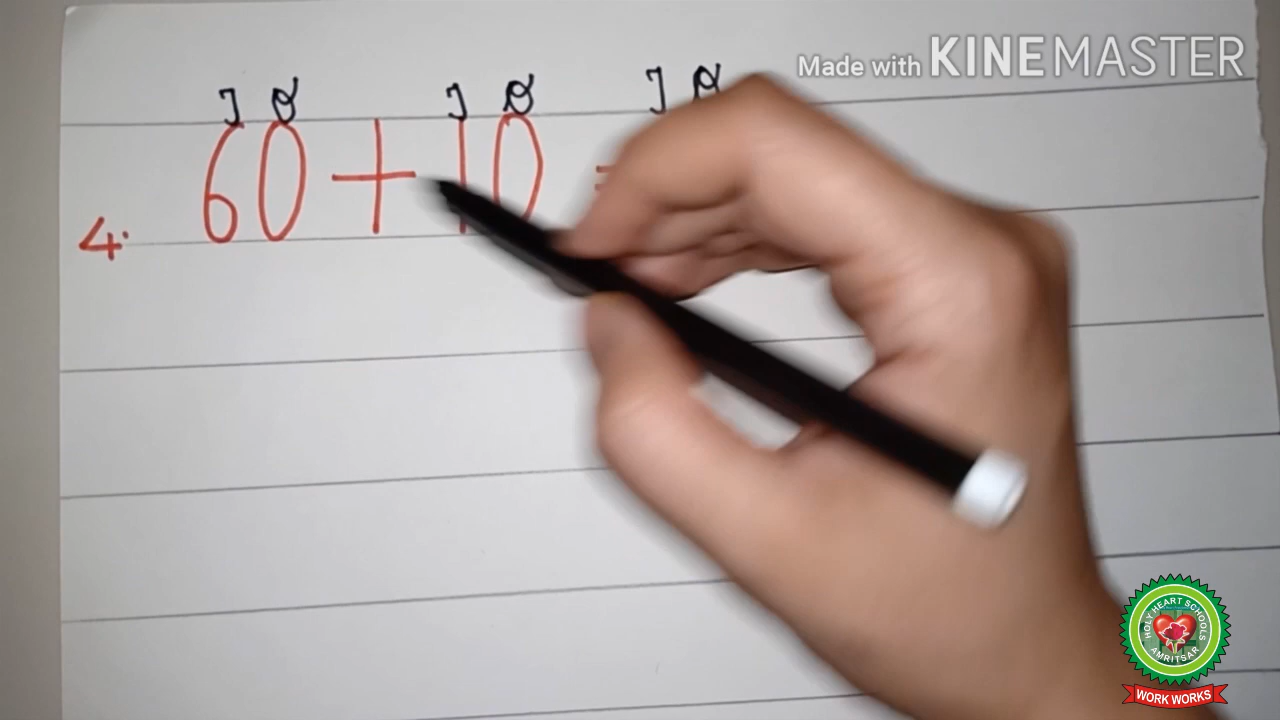 Made with KINEMASTER
T O T O T O
4. 60 + 10 =
HOLY HEART SCHOOLS
AMRITSAR
WORK WORKS